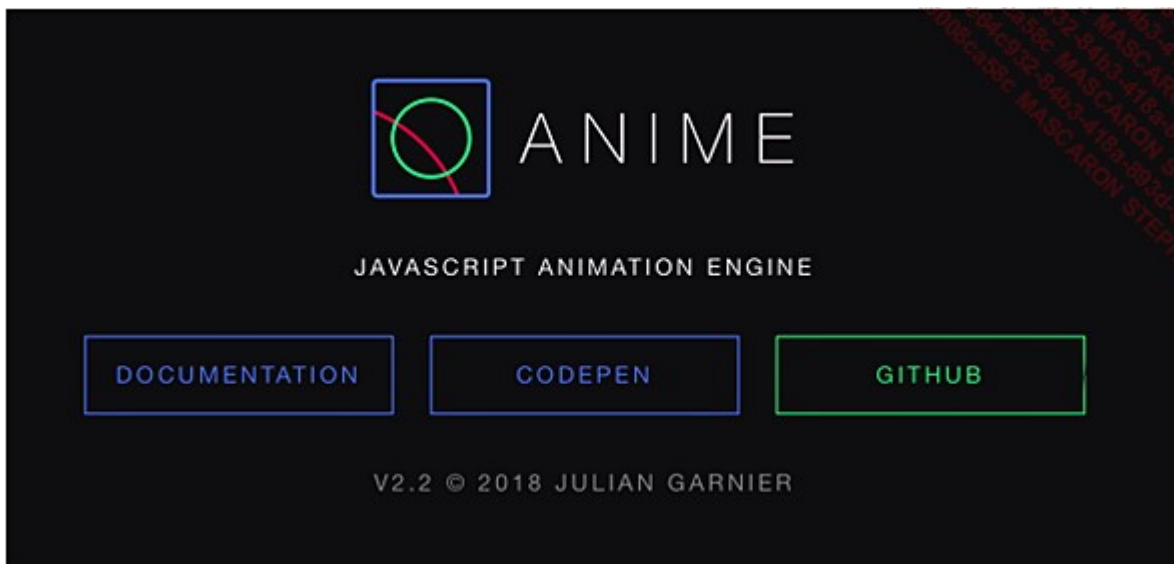 ANIME
JAVASCRIPT ANIMATION ENGINE
DOCUMENTATION
CODEPEN
GITHUB
V2.2 © 2018 JULIAN GARNIER